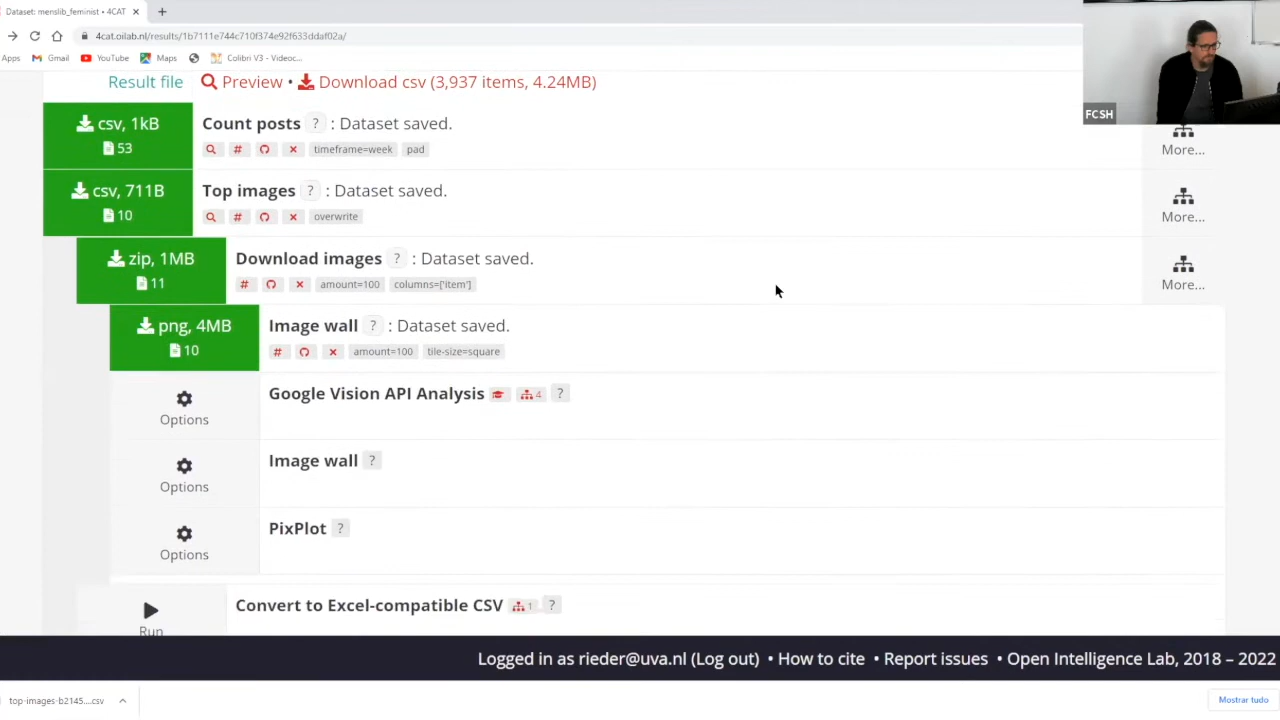 Dataset: menslib_feminist • 4CAT
4cat.oilab.nl/results/1b7111e744c710f374e92f633ddaf02a/
Apps Gmail YouTube Maps Colibri V3 - Videoc...
Result file Preview • Download csv (3,937 items, 4.24MB)
FCSH
csv, 1kB
53
Count posts ? : Dataset saved.
# timeframe=week pad
More...
csv, 711B
10
Top images ? : Dataset saved.
# overwrite
More...
zip, 1MB
11
Download images ? : Dataset saved.
# amount=100 columns=['item']
More...
png, 4MB
10
Image wall ? : Dataset saved.
# amount=100 tile-size=square
Options
Google Vision API Analysis 4 ?
Options
Image wall ?
Options
PixPlot ?
Run
Convert to Excel-compatible CSV 1 ?
Logged in as rieder@uva.nl (Log out) • How to cite • Report issues • Open Intelligence Lab, 2018 – 2022
top-images-b2145....csv
Mostrar tudo